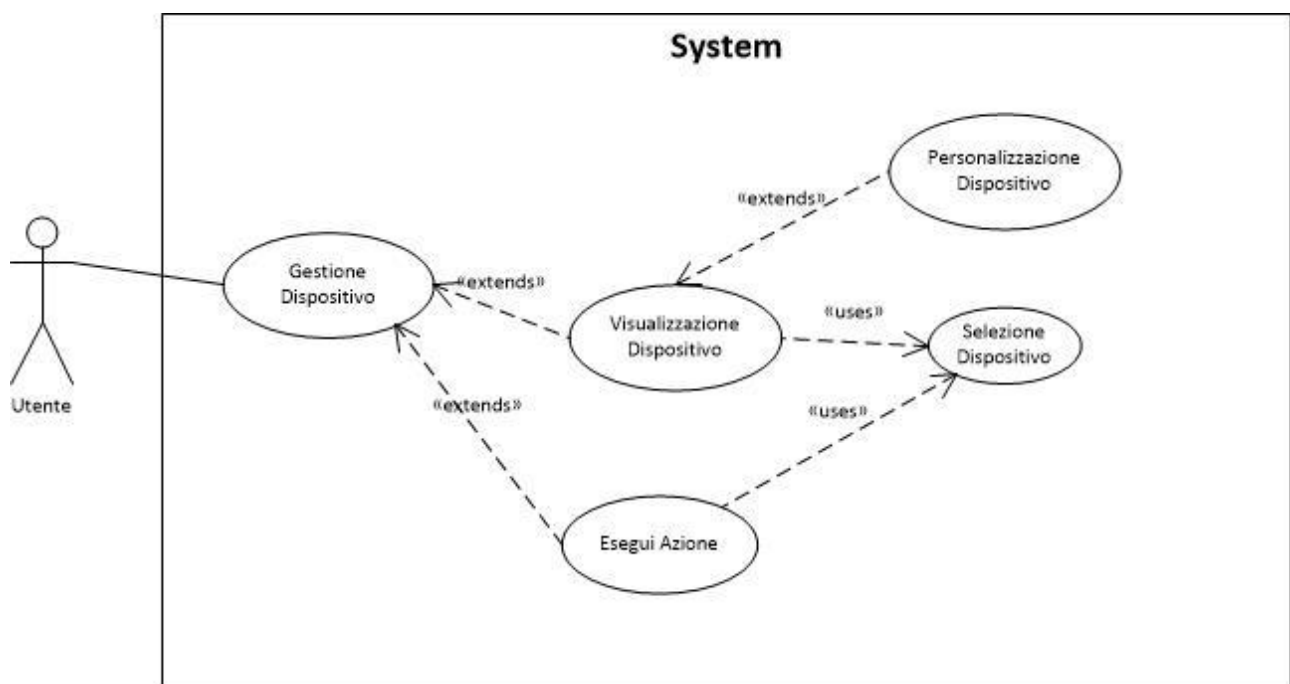 System
Personalizzazione
Dispositivo
«extends»
Gestione
Dispositivo
«extends»
Visualizzazione
Dispositivo
«uses»
Selezione
Dispositivo
Utente
«extends»
«uses»
Esegui Azione